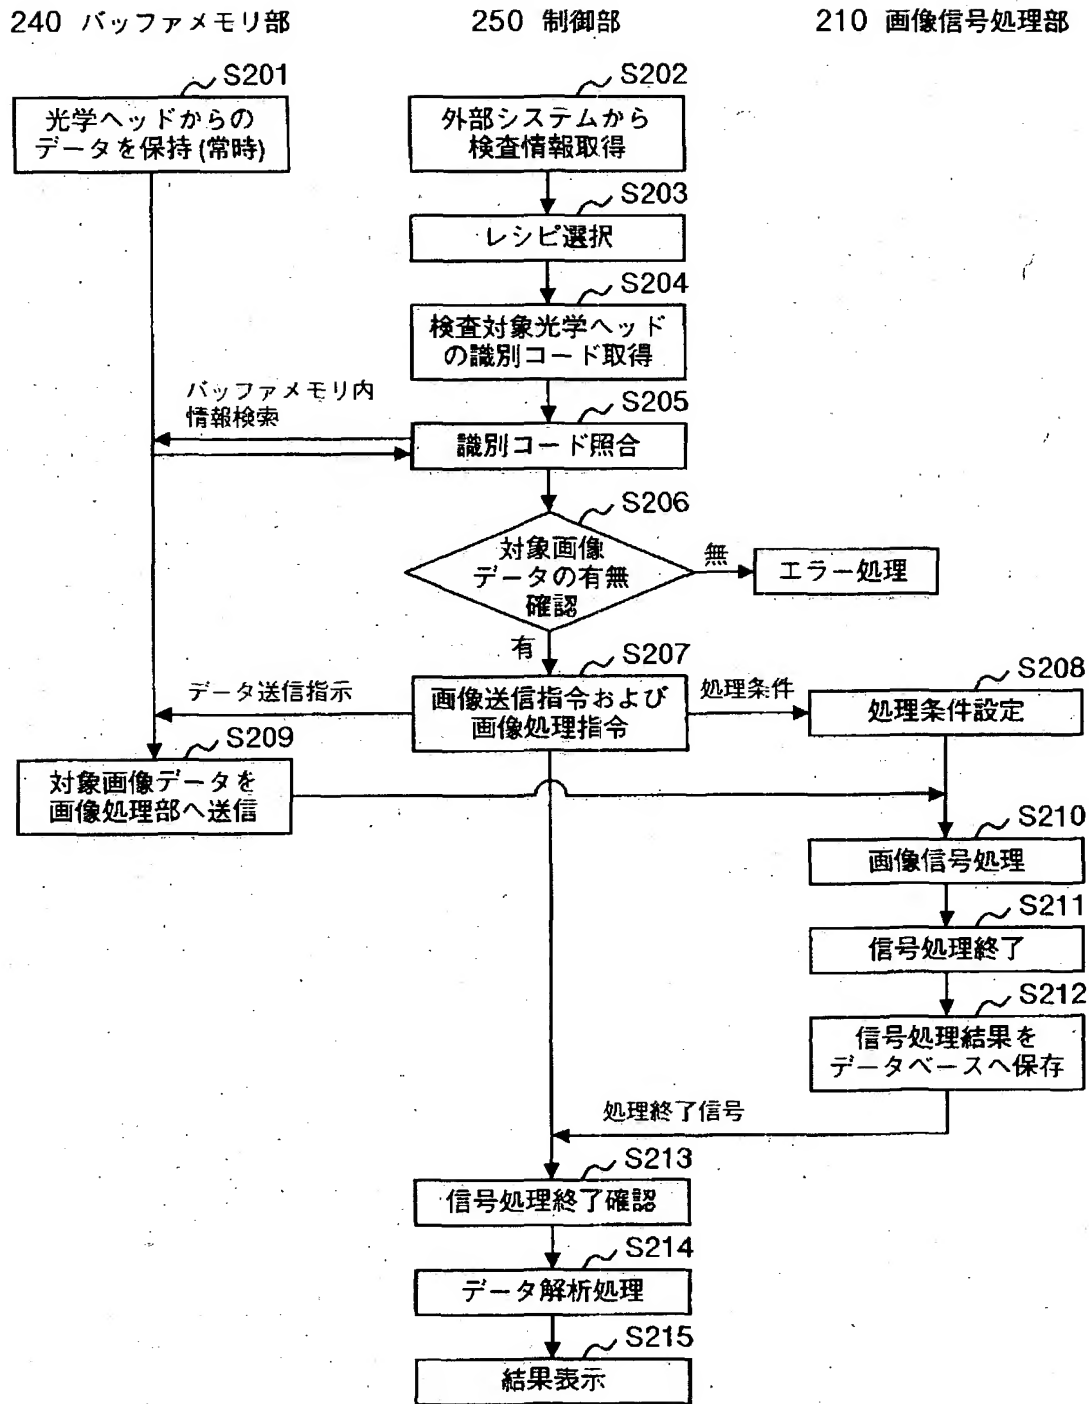 240 バッファメモリ部
250 制御部
210 画像信号処理部
S201
光学ヘッドからの
データを保持(常時)
S202
外部システムから
検査情報取得
S203
レシピ選択
S204
検査対象光学ヘッド
の識別コード取得
バッファメモリ内
情報検索
S205
識別コード照合
S206
対象画像
データの有無
確認
無
エラー処理
有
S207
画像送信指令および
画像処理指令
データ送信指示
処理条件
S208
処理条件設定
S209
対象画像データを
画像処理部へ送信
S210
画像信号処理
S211
信号処理終了
S212
信号処理結果を
データベースへ保存
処理終了信号
S213
信号処理終了確認
S214
データ解析処理
S215
結果表示